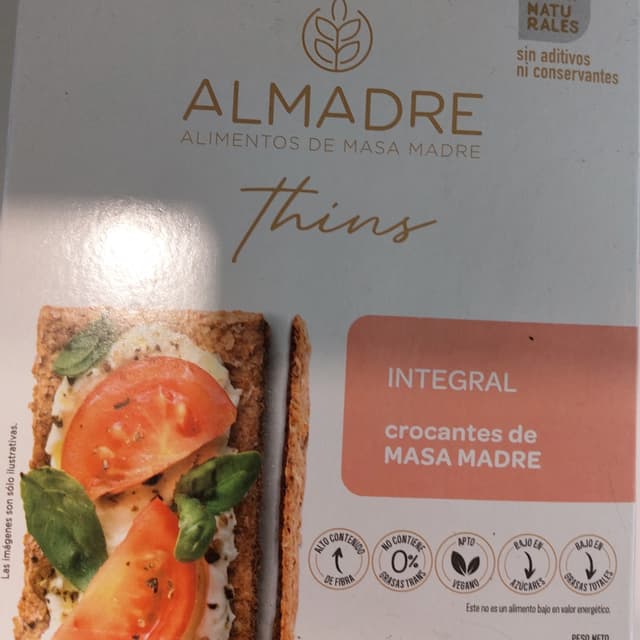 NATU
RALES
sin aditivos
ni conservantes
ALMADRE
ALIMENTOS DE MASA MADRE
Thins
INTEGRAL
crocantes de
MASA MADRE
ALTO CONTENIDO
DE FIBRA
NO CONTIENE
0%
GRASAS TRANS
APTO
VEGANO
BAJO EN
AZÚCARES
BAJO EN
GRASAS TOTALES
Este no es un alimento bajo en valor energético.
PESO NETO
Las imágenes son sólo ilustrativas.